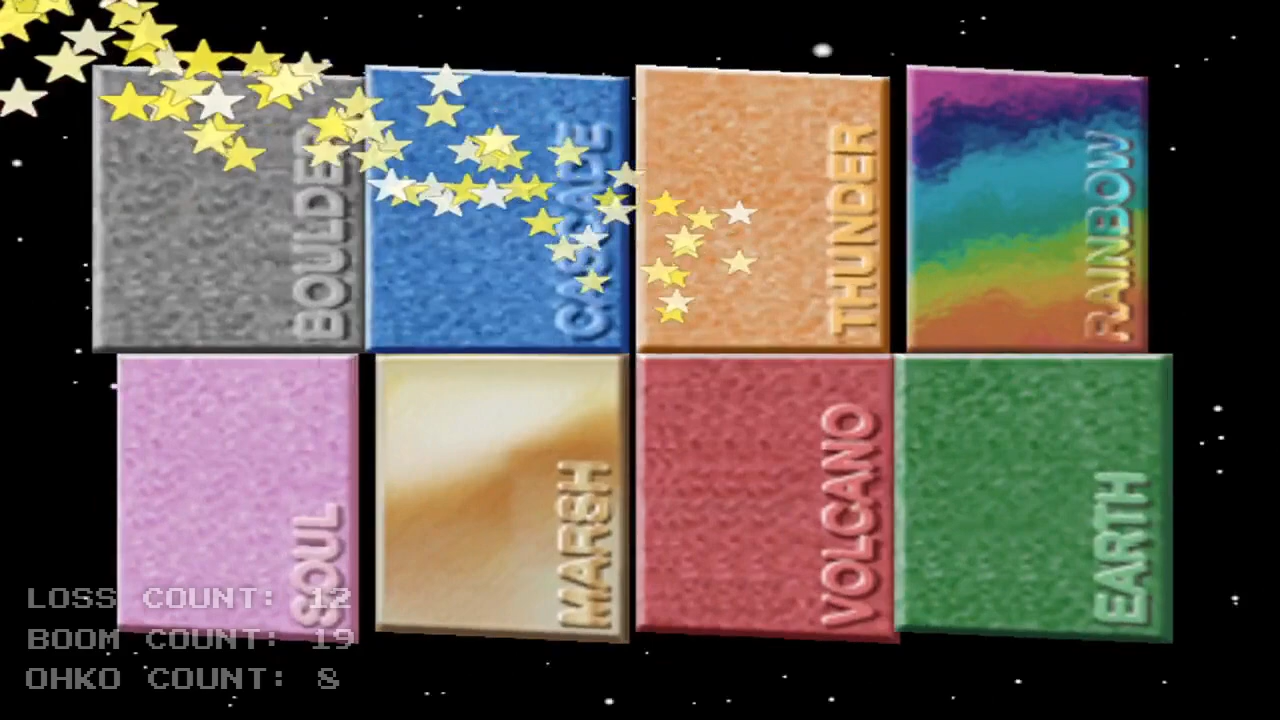 BOULDER
CASCADE
THUNDER
RAINBOW
SOUL
MARSH
VOLCANO
EARTH
LOSS COUNT: 12
BOOM COUNT: 19
OHKO COUNT: 8